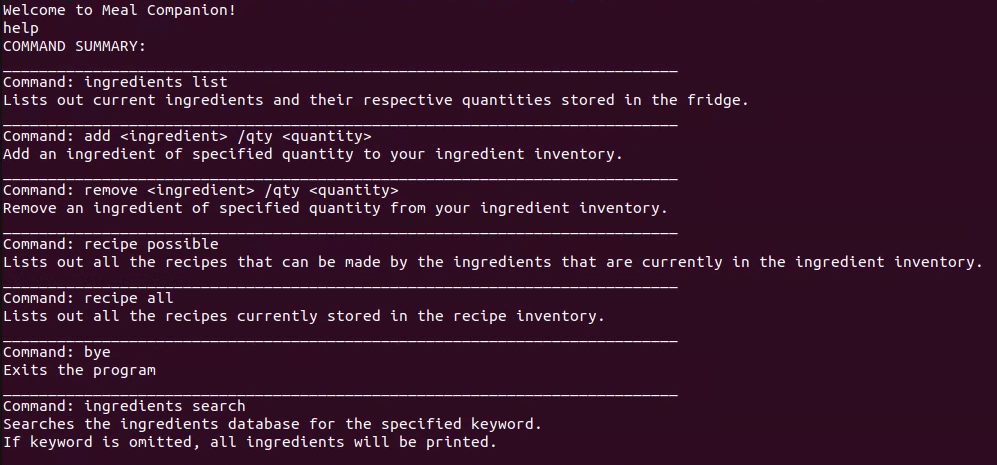 Welcome to Meal Companion!
help
COMMAND SUMMARY:
___________________________________________________________________________
Command: ingredients list
Lists out current ingredients and their respective quantities stored in the fridge.
___________________________________________________________________________
Command: add <ingredient> /qty <quantity>
Add an ingredient of specified quantity to your ingredient inventory.
___________________________________________________________________________
Command: remove <ingredient> /qty <quantity>
Remove an ingredient of specified quantity from your ingredient inventory.
___________________________________________________________________________
Command: recipe possible
Lists out all the recipes that can be made by the ingredients that are currently in the ingredient inventory.
___________________________________________________________________________
Command: recipe all
Lists out all the recipes currently stored in the recipe inventory.
___________________________________________________________________________
Command: bye
Exits the program
___________________________________________________________________________
Command: ingredients search
Searches the ingredients database for the specified keyword.
If keyword is omitted, all ingredients will be printed.